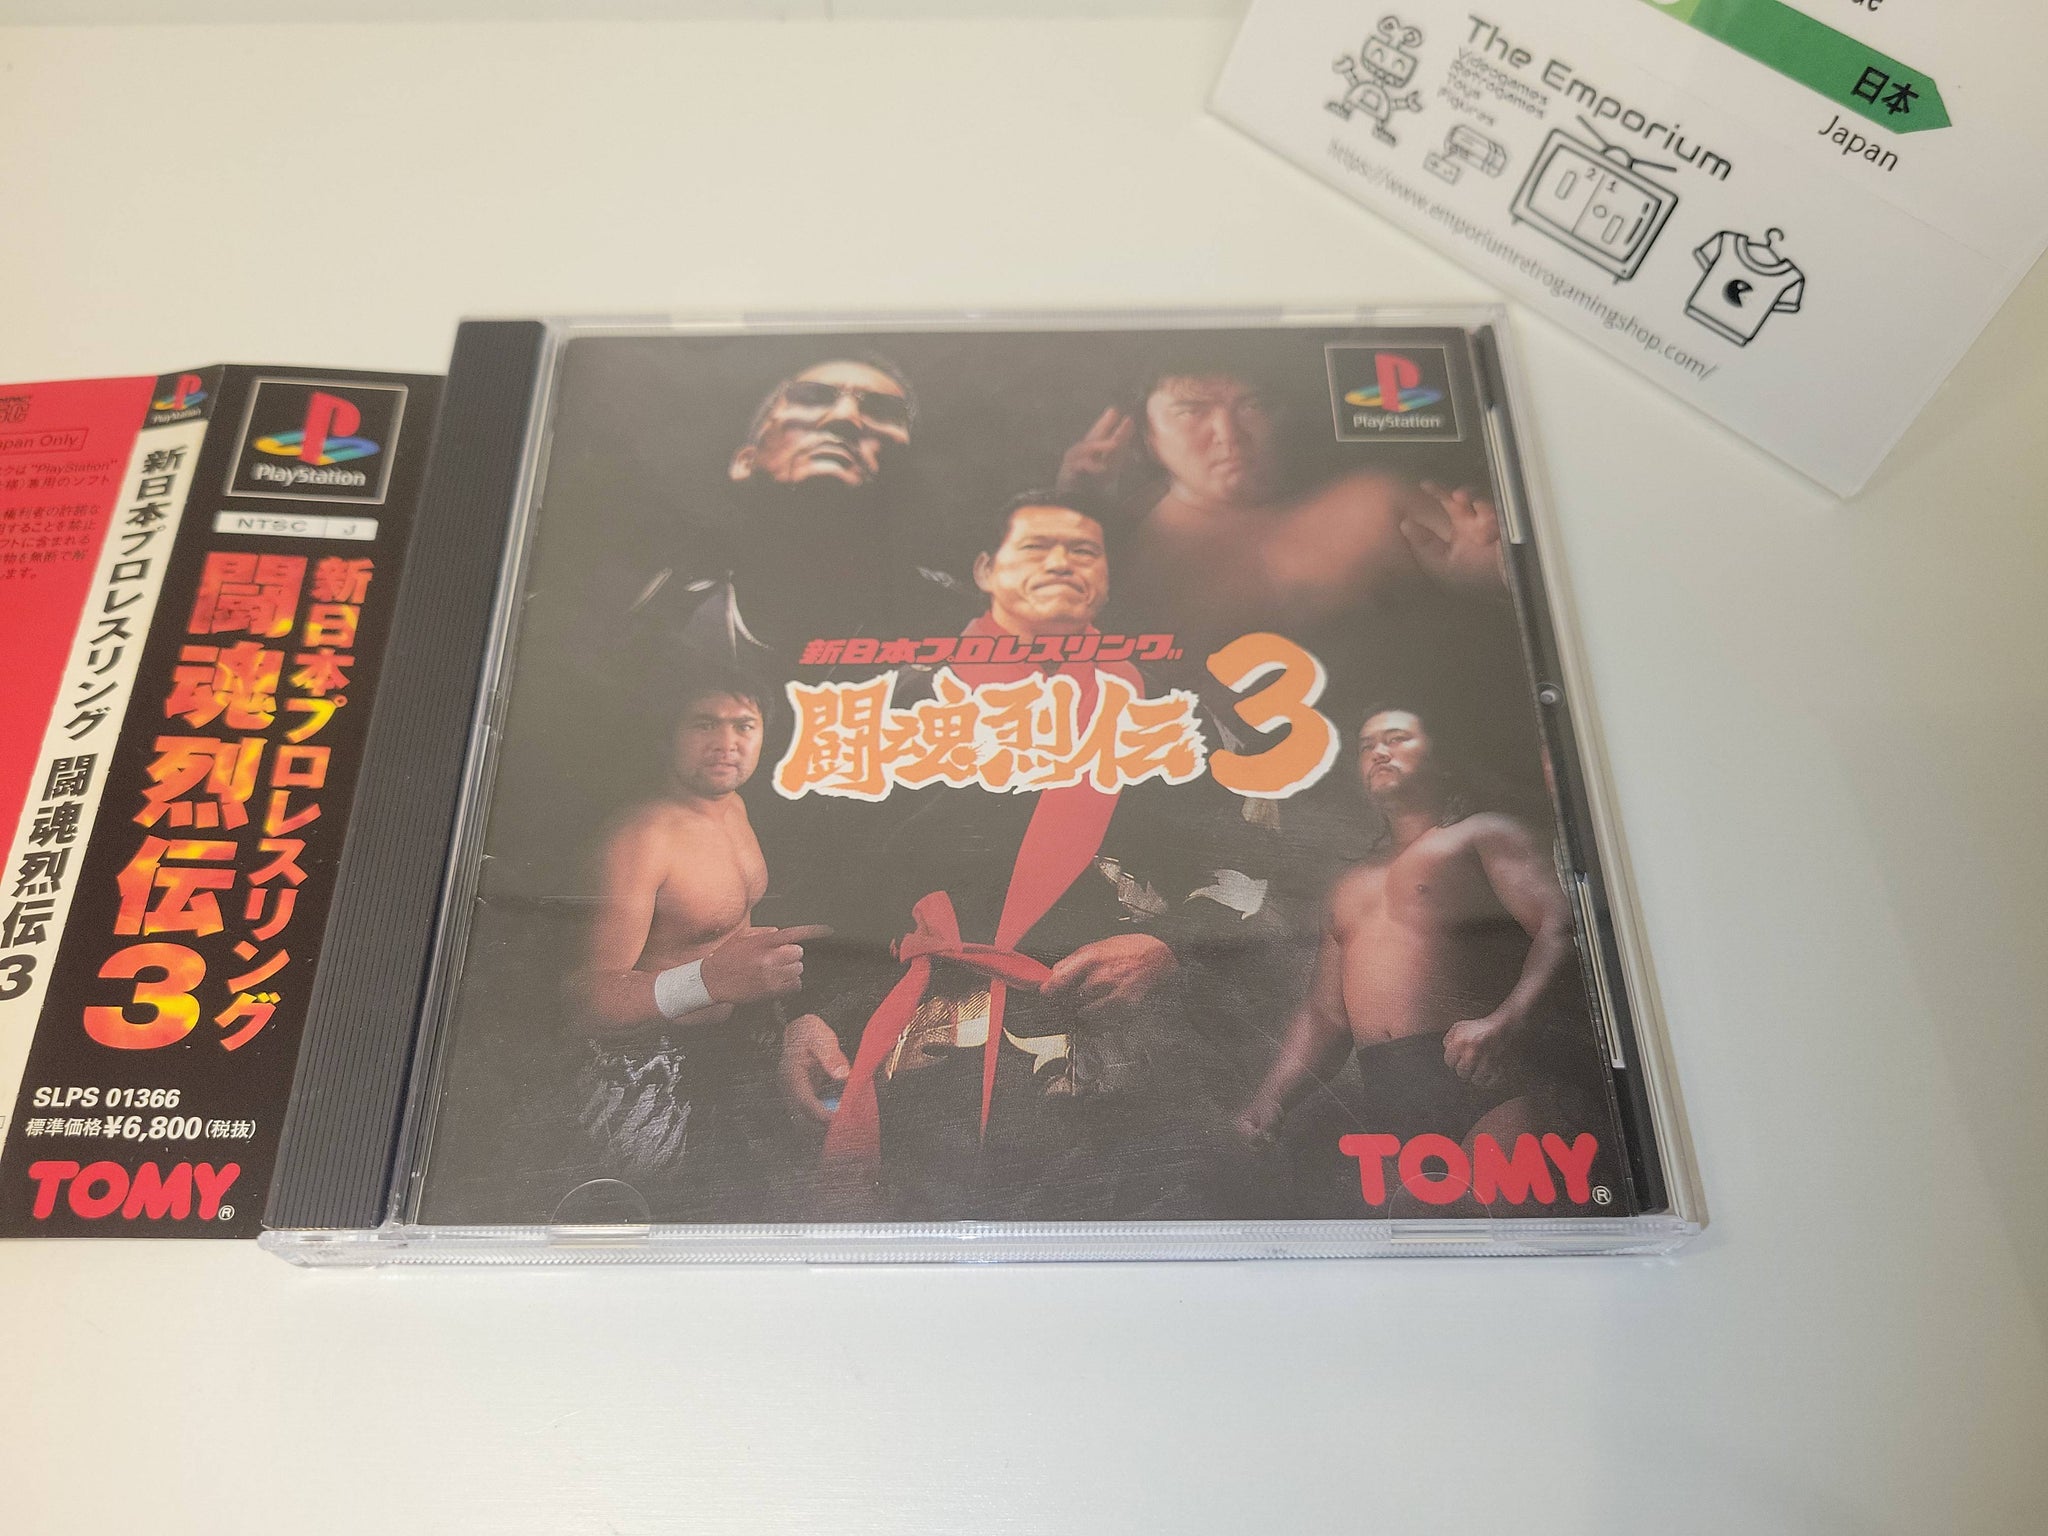 The Emporium
Videogames
Retrogames
Toys
Figures
https://www.emporiumretrogamingshop.com/
2 1
日本
Japan
Japan Only
PlayStation
新日本プロレスリング 闘魂烈伝3
PlayStation
NTSC J
新日本プロレスリング
闘魂烈伝3
SLPS 01366
標準価格¥6,800(税抜)
TOMY®
PlayStation
新日本プロレスリング
闘魂烈伝3
TOMY®